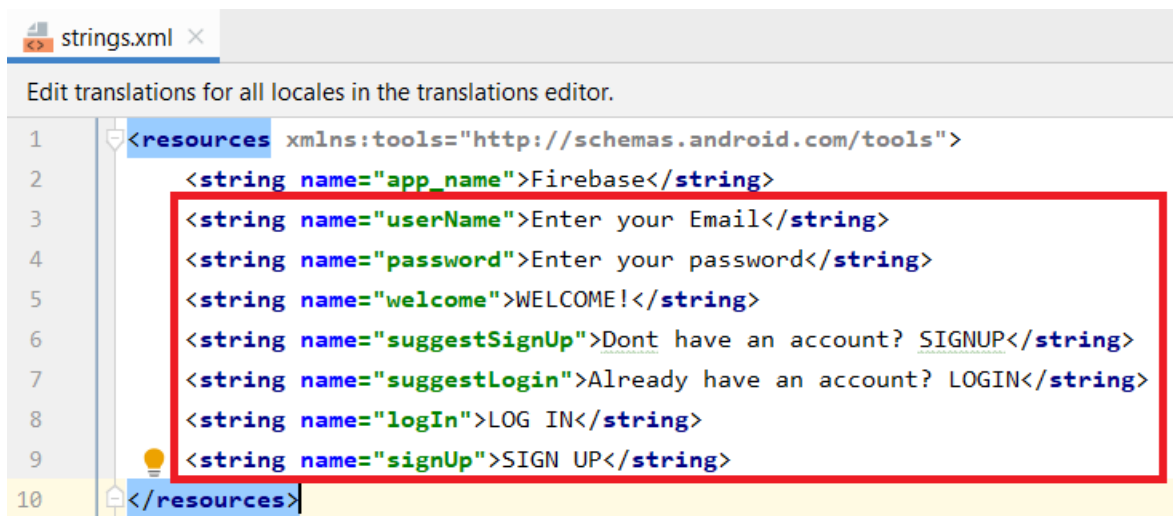 strings.xml
Edit translations for all locales in the translations editor.
1 <resources xmlns:tools="http://schemas.android.com/tools">
2 <string name="app_name">Firebase</string>
3 <string name="userName">Enter your Email</string>
4 <string name="password">Enter your password</string>
5 <string name="welcome">WELCOME!</string>
6 <string name="suggestSignUp">Dont have an account? SIGNUP</string>
7 <string name="suggestLogin">Already have an account? LOGIN</string>
8 <string name="logIn">LOG IN</string>
9 <string name="signUp">SIGN UP</string>
10 </resources>